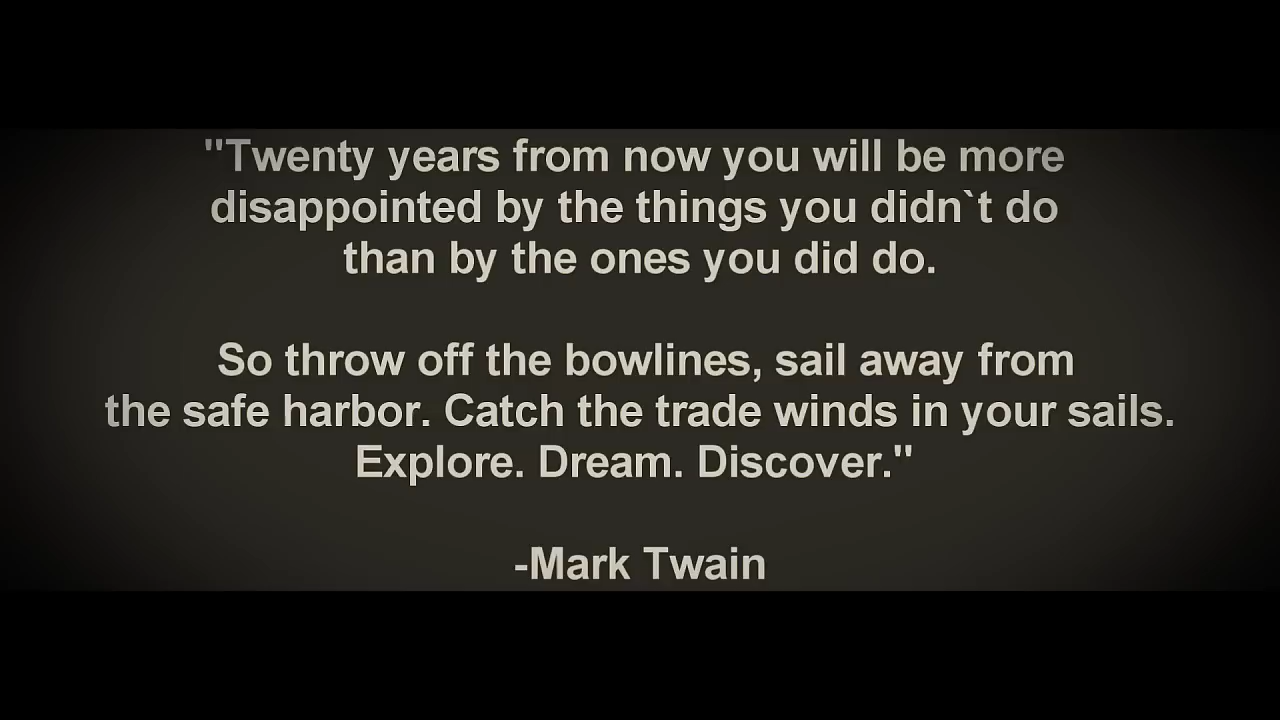 "Twenty years from now you will be more
disappointed by the things you didn`t do
than by the ones you did do.
So throw off the bowlines, sail away from
the safe harbor. Catch the trade winds in your sails.
Explore. Dream. Discover."
-Mark Twain